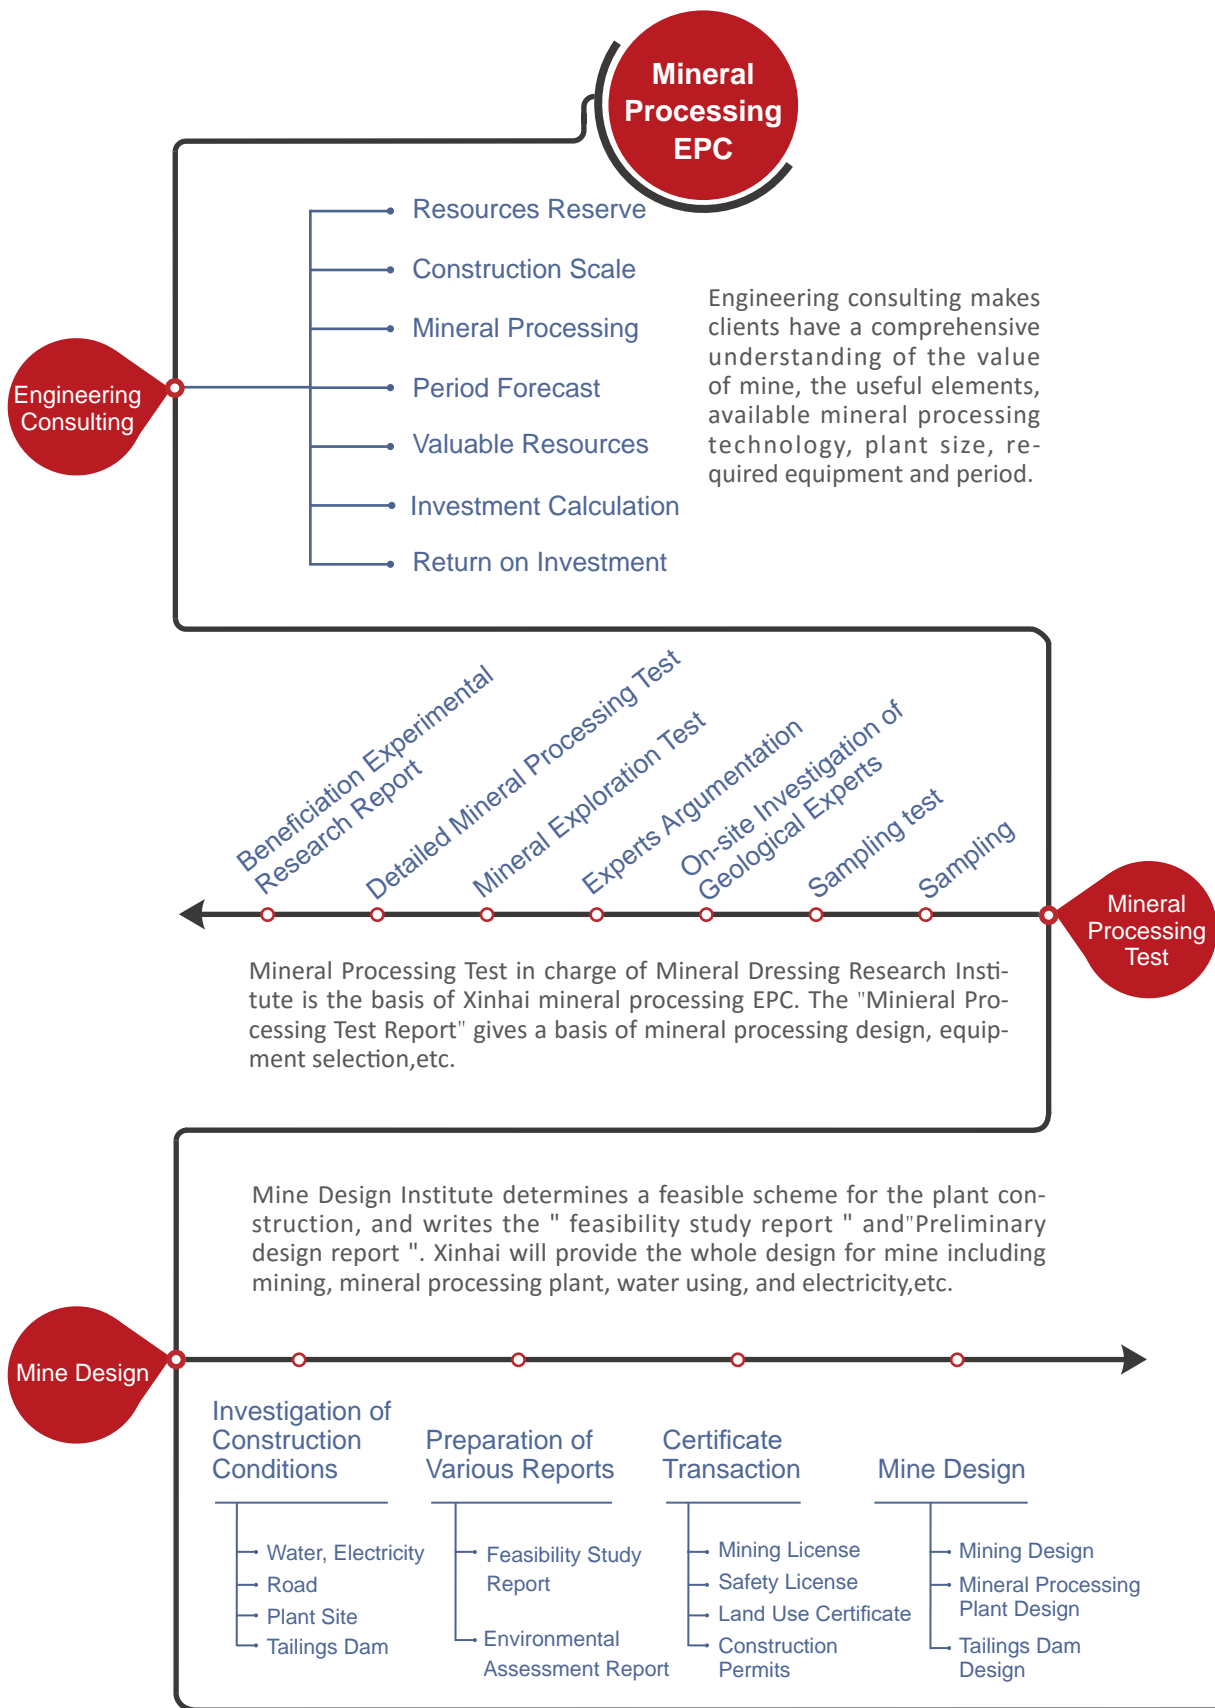 Mineral
Processing
EPC
Resources Reserve
Construction Scale
Mineral Processing
Period Forecast
Valuable Resources
Investment Calculation
Return on Investment
Engineering
Consulting
Engineering consulting makes
clients have a comprehensive
understanding of the value
of mine, the useful elements,
available mineral processing
technology, plant size, re-
quired equipment and period.
Beneficiation Experimental
Research Report
Detailed Mineral Processing Test
Mineral Exploration Test
Experts Argumentation
On-site Investigation of
Geological Experts
Sampling test
Sampling
Mineral
Processing
Test
Mineral Processing Test in charge of Mineral Dressing Research Insti-
tute is the basis of Xinhai mineral processing EPC. The "Minieral Pro-
cessing Test Report" gives a basis of mineral processing design, equip-
ment selection,etc.
Mine Design Institute determines a feasible scheme for the plant con-
struction, and writes the " feasibility study report " and"Preliminary
design report ". Xinhai will provide the whole design for mine including
mining, mineral processing plant, water using, and electricity,etc.
Mine Design
Investigation of
Construction
Conditions
Water, Electricity
Road
Plant Site
Tailings Dam
Preparation of
Various Reports
Feasibility Study
Report
Environmental
Assessment Report
Certificate
Transaction
Mining License
Safety License
Land Use Certificate
Construction
Permits
Mine Design
Mining Design
Mineral Processing
Plant Design
Tailings Dam
Design